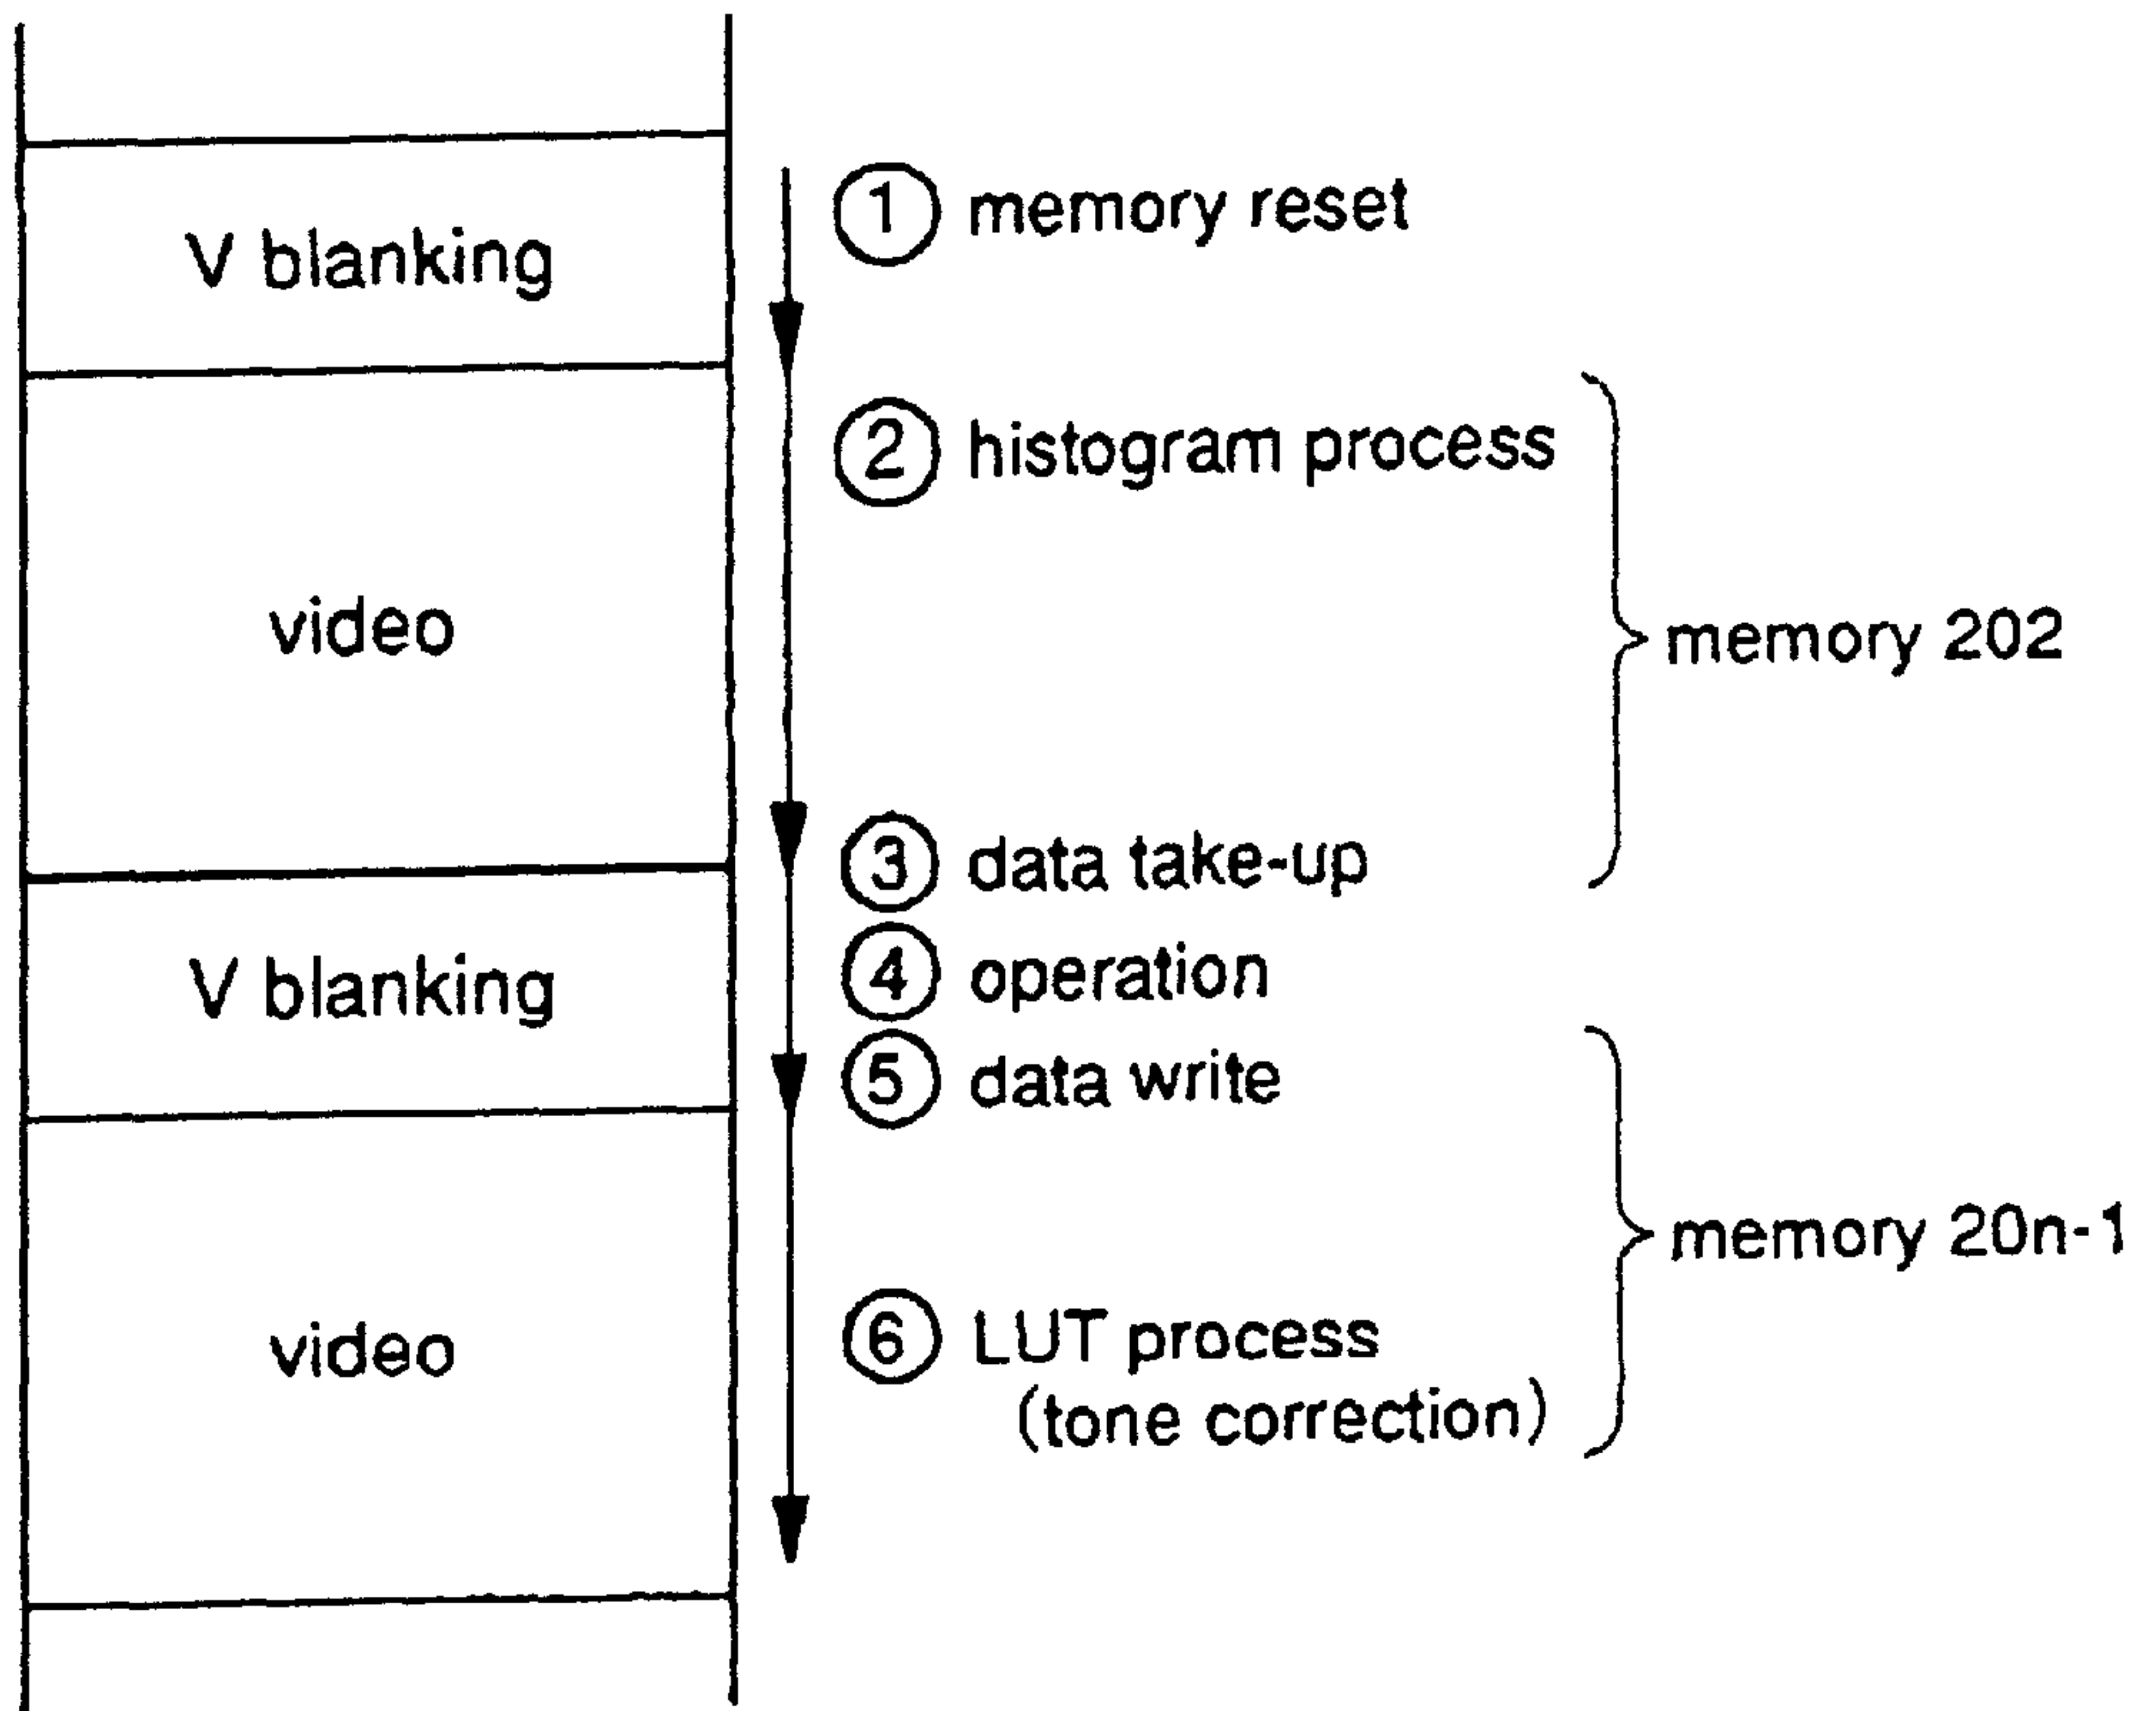 V blanking
① memory reset
② histogram process
video
memory 202
③ data take-up
V blanking
④ operation
⑤ data write
memory 20n-1
video
⑥ LUT process
(tone correction)